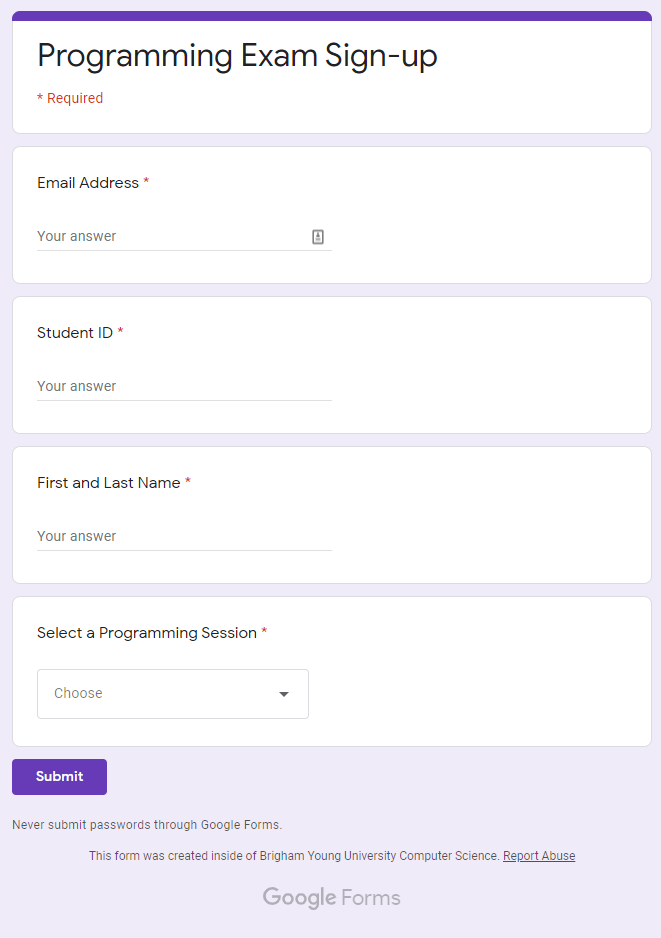 Programming Exam Sign-up
* Required
Email Address *
Your answer
Student ID *
Your answer
First and Last Name *
Your answer
Select a Programming Session *
Choose
Submit
Never submit passwords through Google Forms.
This form was created inside of Brigham Young University Computer Science. Report Abuse
Google Forms